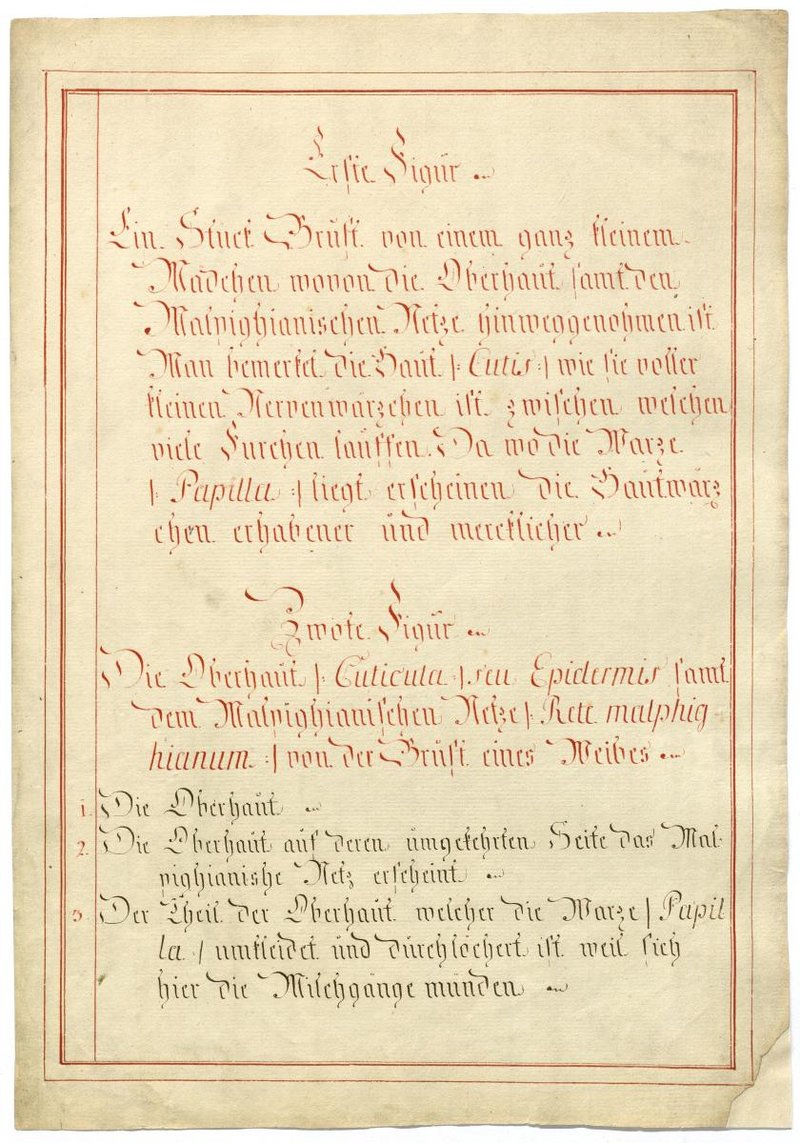 Erste Figur
Ein Stück Brust von einem ganz kleinem
Mädchen wovon die Oberhaut samt den
Malpighianischen Netze hinweggenohmen ist
Man bemerket die Haut /: Cutis :/ wie sie voller
kleinen Nervenwärzchen ist zwischen welchen
viele Furchen lauffen. Da wo die Warze
/: Papilla :/ liegt erscheinen die Hautwärz
chen erhabener und mercklicher
Zwote Figur
Die Oberhaut /: Cuticula :/ seu Epidermis samt
dem Malpighianischen Netze /: Rete malphig
hianum :/ von der Brust eines Weibes
1. Die Oberhaut
2. Die Oberhaut auf deren umgekehrten Seite das Mal-
pighianishe Netz erscheint
3. Der Theil der Oberhaut welcher die Warze / Papil
la :/ umkleidet und durchlöchert ist weil sich
hier die Milchgänge münden